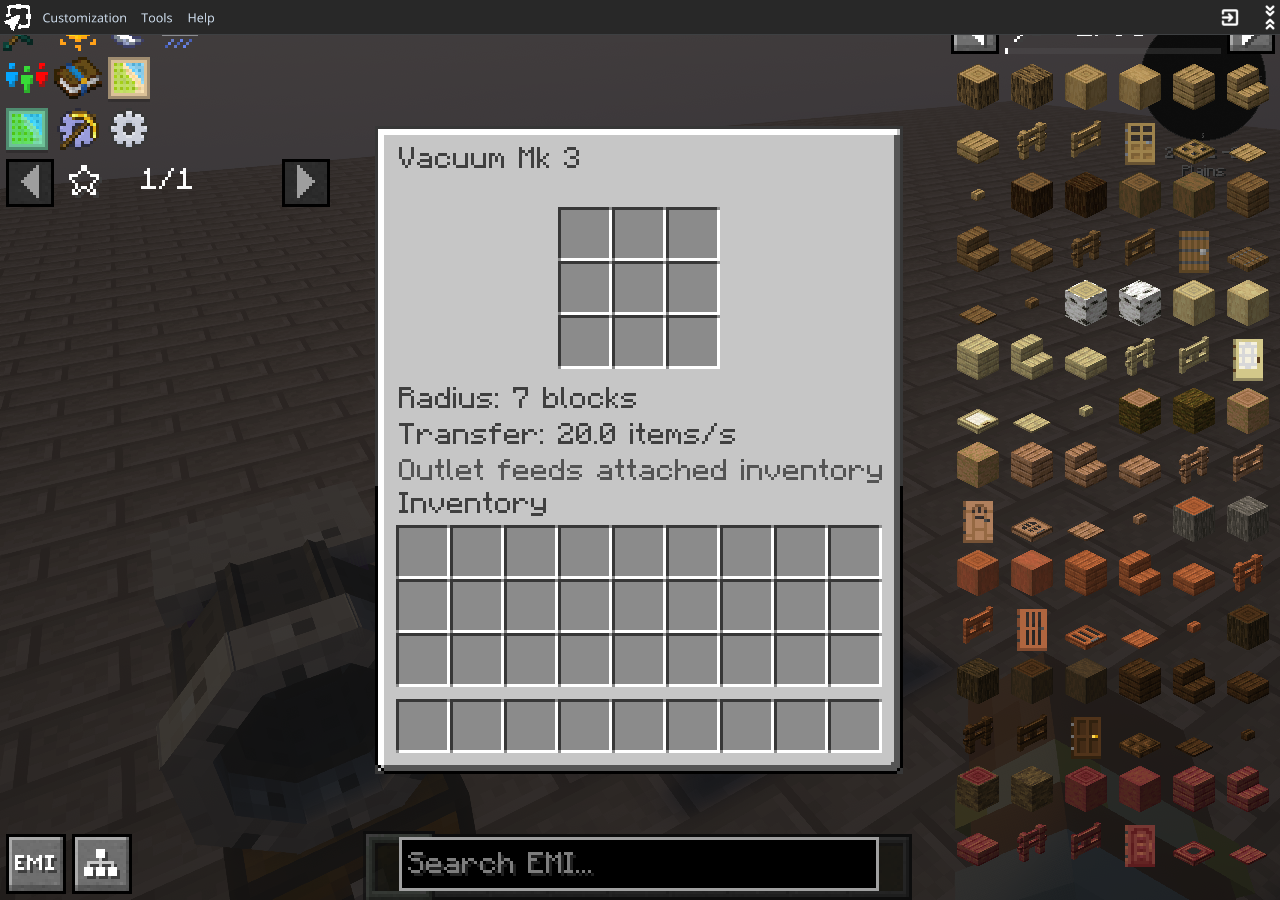 Customization Tools Help
1/1
Vacuum Mk 3
Radius: 7 blocks
Transfer: 20.0 items/s
Outlet feeds attached inventory
Inventory
Plains
EMI
Search EMI...